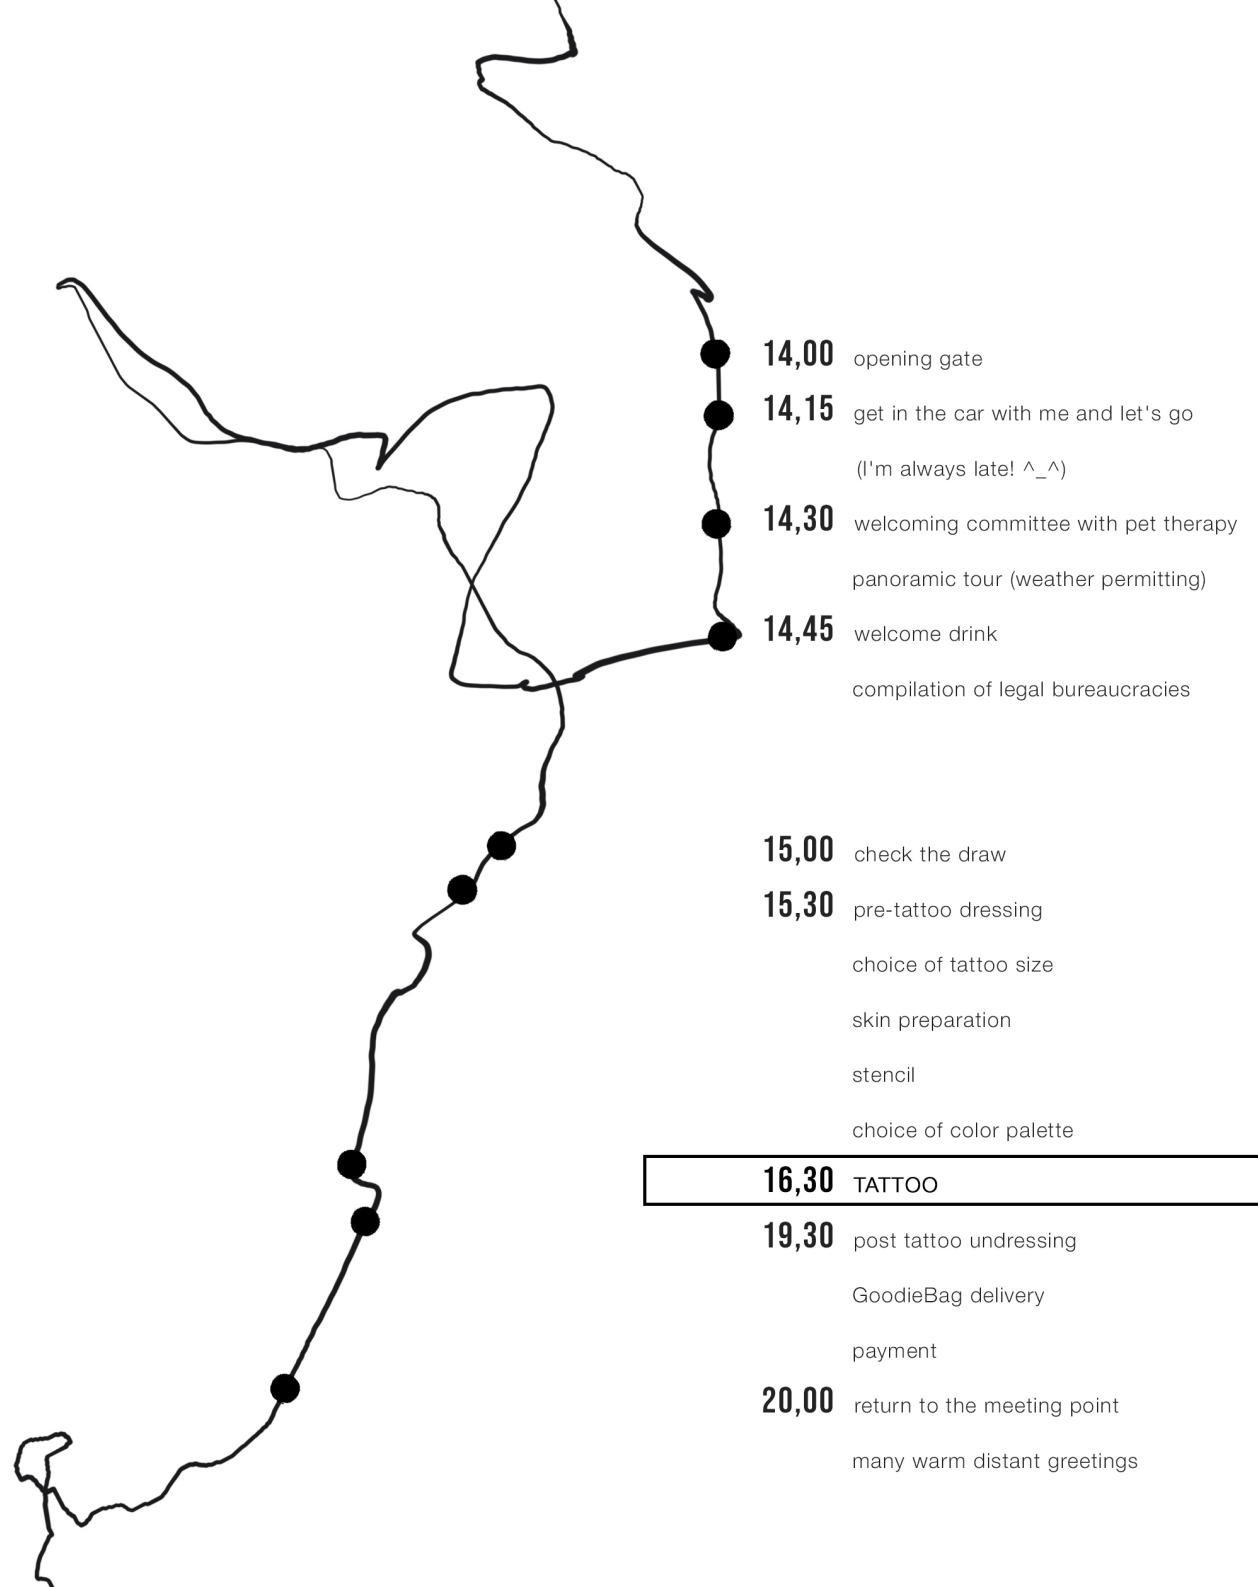 14,00 opening gate
14,15 get in the car with me and let's go
(I'm always late! ^_^)
14,30 welcoming committee with pet therapy
panoramic tour (weather permitting)
14,45 welcome drink
compilation of legal bureaucracies
15,00 check the draw
15,30 pre-tattoo dressing
choice of tattoo size
skin preparation
stencil
choice of color palette
16,30 TATTOO
19,30 post tattoo undressing
GoodieBag delivery
payment
20,00 return to the meeting point
many warm distant greetings